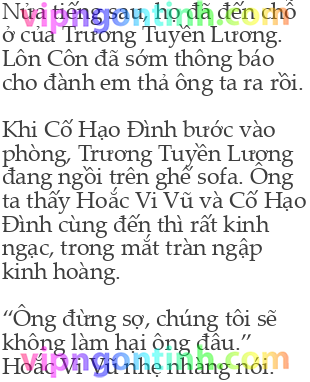 Nửa tiếng sau, họ đã đến chỗ
ở của Trương Tuyền Lương.
Lôn Côn đã sớm thông báo
cho đành em thả ông ta ra rồi.
Khi Cố Hạo Đình bước vào
phòng, Trương Tuyền Lương
đang ngồi trên ghế sofa. Ông
ta thấy Hoắc Vi Vũ và Cố Hạo
Đình cùng đến thì rất kinh
ngạc, trong mắt tràn ngập
kinh hoàng.
“Ông đừng sợ, chúng tôi sẽ
không làm hại ông đâu.”
Hoắc Vi Vũ nhẹ nhàng nói.
vipngontinh.com
vipngontinh.com